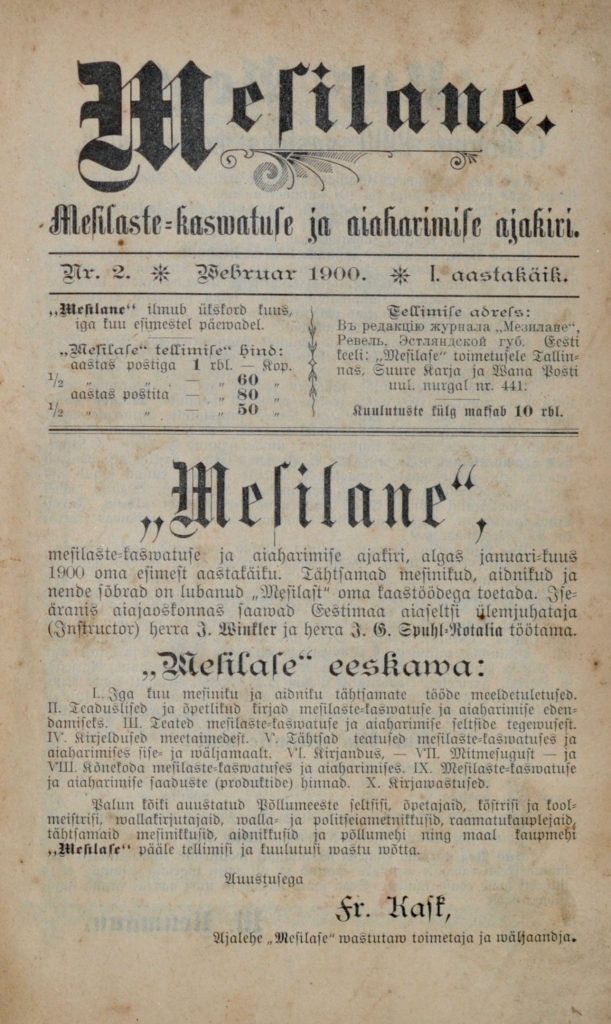 Mesilane.
Mesilaste-kaswatuse ja aiaharimise ajakiri.
Nr. 2. ❋ Webruar 1900. ❋ I. aastakäik.
„Mesilane“ ilmub ükskord kuus,
iga kuu esimestel päewadel.
„Mesilase“ tellimise hind:
aastas postiga 1 rbl. — Kop.
1/2 „ „ — „ 60 „
aastas postita — „ 80 „
1/2 „ „ — „ 50 „
Tellimise adress:
Въ редакцію журнала „Мезилане“,
Ревель, Эстляндской губ. Eesti
keeli: „Mesilase“ toimetusele Tallin-
nas, Suure Karja ja Wana Posti
uul. nurgal nr. 441:
Kuulutuste külg maksab 10 rbl.
„Mesilane“,
mesilaste-kaswatuse ja aiaharimise ajakiri, algas januari-kuus
1900 oma esimest aastakäiku. Tähtsamad mesinikud, aidnikud ja
nende sõbrad on lubanud „Mesilast“ oma kaastöödega toetada. Ise-
äranis aiajaoskonnas saawad Eestimaa aiaseltsi ülemjuhataja
(Instructor) herra J. Winkler ja herra J. G. Spuhl-Rotalia töötama.
„Mesilase“ eeskawa:
I. Iga kuu mesiniku ja aidniku tähtsamate tööde meeldetuletused.
II. Teaduslised ja õpetlikud kirjad mesilaste-kaswatuse ja aiaharimise eden-
damiseks. III. Teated mesilaste-kaswatuse ja aiaharimise seltside tegewusest.
IV. Kirjeldused meetaimedest. V. Tähtsad teatused mesilaste-kaswatuses ja
aiaharimises sise- ja wäljamaalt. VI. Kirjandus, — VII. Mitmesugust — ja
VIII. Kõnekoda mesilaste-kaswatuses ja aiaharimises. IX. Mesilaste-kaswatuse
ja aiaharimise saaduste (produktide) hinnad. X. Kirjawastused.
Palun kõiki auustatud Põllumeeste seltsisi, õpetajaid, köstrisi ja kool-
meistrisi, wallakirjutajaid, walla- ja politseiametnikkusid, raamatukauplejaid,
tähtsamaid mesinikkusid, aidnikkusid ja põllumehi ning maal kaupmehi
„Mesilase“ pääle tellimisi ja kuulutusi wastu wõtta.
Auustusega
Fr. Kask,
Ajalehe „Mesilase“ wastutaw toimetaja ja wäljaandja.